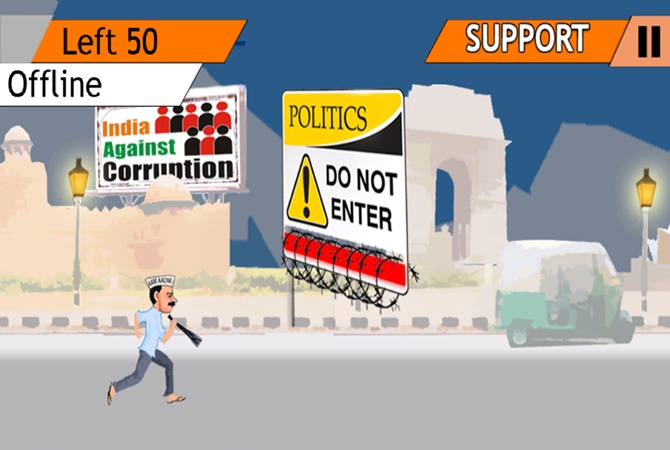 Left 50
SUPPORT
Offline
India
Against
Corruption
POLITICS
DO NOT
ENTER